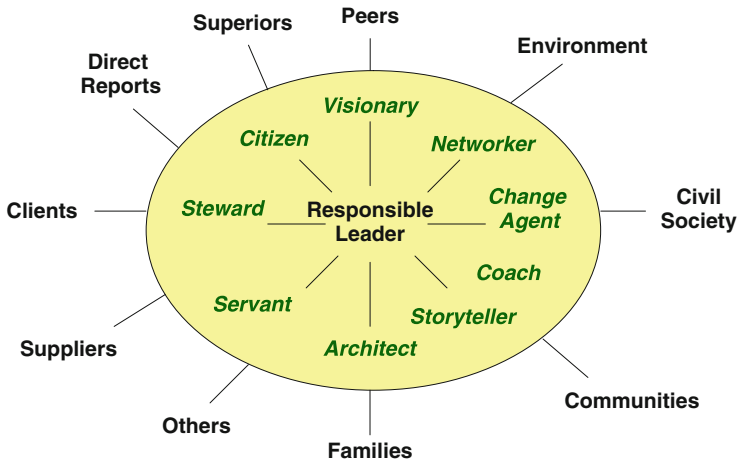 Peers
Superiors
Environment
Direct
Reports
Visionary
Citizen
Networker
Clients
Steward
Responsible
Leader
Change
Agent
Civil
Society
Coach
Servant
Storyteller
Architect
Suppliers
Communities
Others
Families